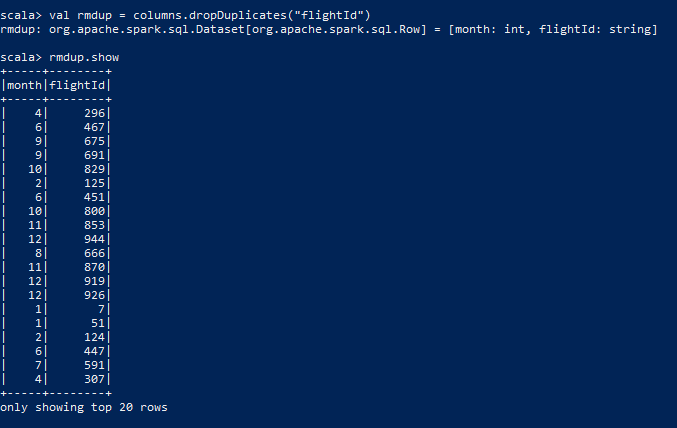 scala> val rmdup = columns.dropDuplicates("flightId")
rmdup: org.apache.spark.sql.Dataset[org.apache.spark.sql.Row] = [month: int, flightId: string]
scala> rmdup.show
+-----+--------+
|month|flightId|
+-----+--------+
|    4|     296|
|    6|     467|
|    9|     675|
|    9|     691|
|   10|     829|
|    2|     125|
|    6|     451|
|   10|     800|
|   11|     853|
|   12|     944|
|    8|     666|
|   11|     870|
|   12|     919|
|   12|     926|
|    1|       7|
|    1|      51|
|    2|     124|
|    6|     447|
|    7|     591|
|    4|     307|
+-----+--------+
only showing top 20 rows